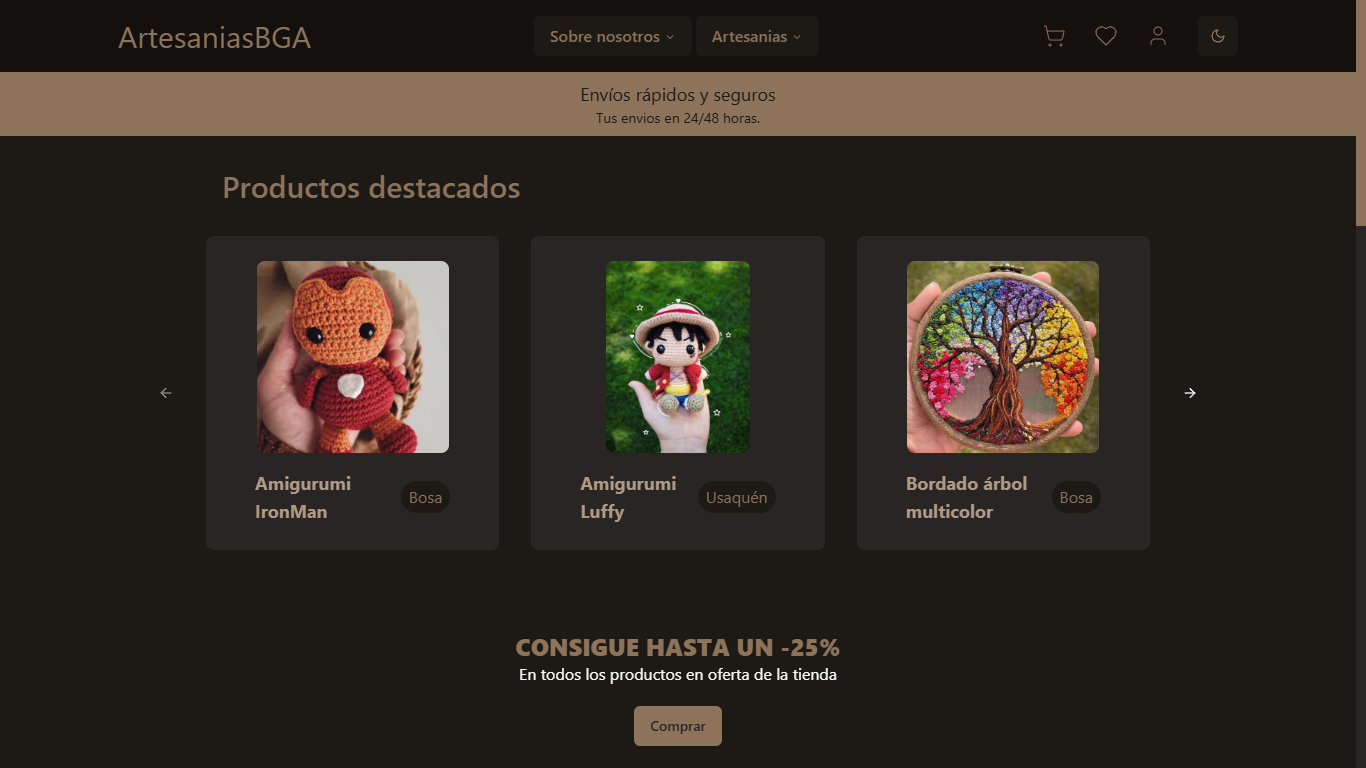 ArtesaniasBGA
Sobre nosotros
Artesanias
Envíos rápidos y seguros
Tus envios en 24/48 horas.
Productos destacados
Amigurumi
IronMan
Bosa
Amigurumi
Luffy
Usaquén
Bordado árbol
multicolor
Bosa
CONSIGUE HASTA UN -25%
En todos los productos en oferta de la tienda
Comprar